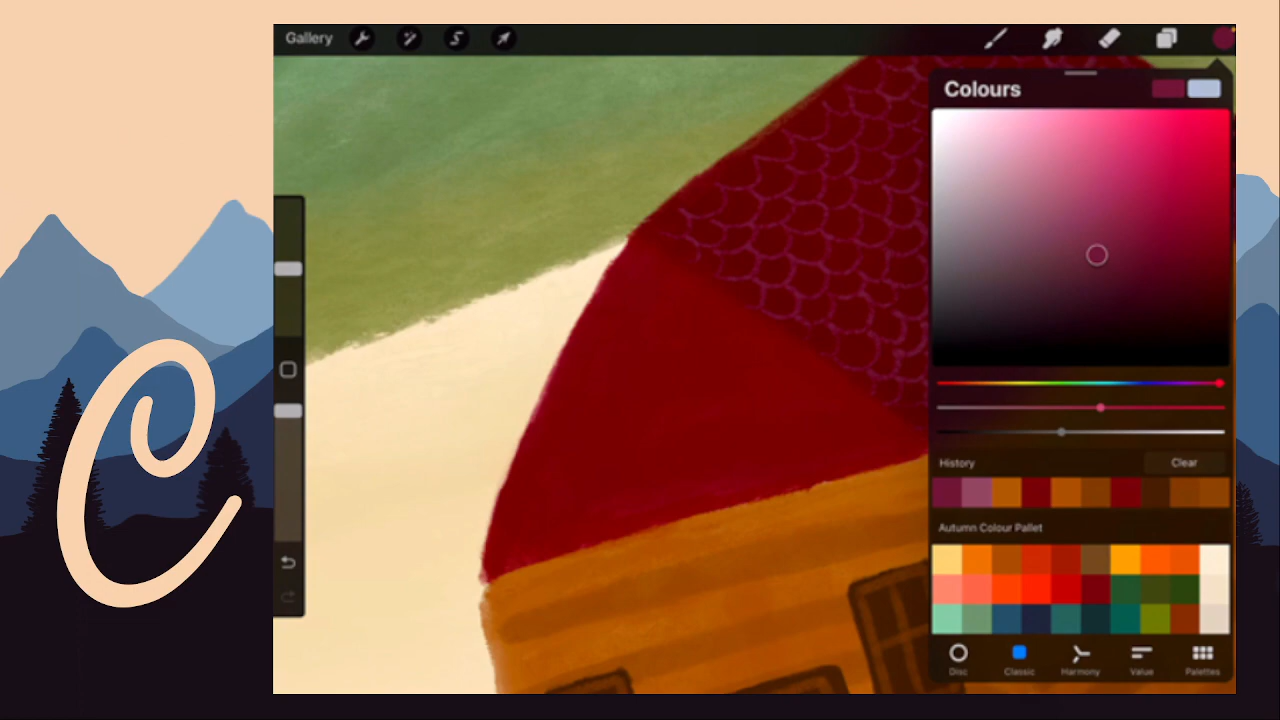 Gallery
Colours
History
Clear
Autumn Colour Pallet
Disc
Classic
Harmony
Value
Palettes
C